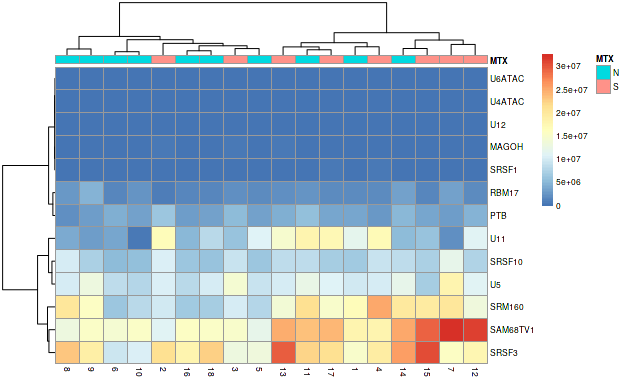 MTX
U6ATAC
U4ATAC
U12
MAGOH
SRSF1
RBM17
PTB
U11
SRSF10
U5
SRM160
SAM68TV1
SRSF3
8 9 6 10 2 16 18 3 5 13 11 17 1 4 14 15 7 12
3e+07
2.5e+07
2e+07
1.5e+07
1e+07
5e+06
0
MTX
N
S